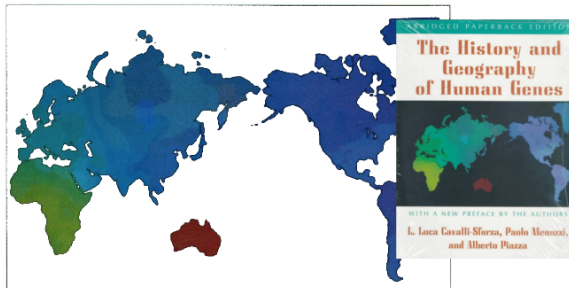 ABRIDGED PAPERBACK EDITION
The History and
Geography
of Human Genes
WITH A NEW PREFACE BY THE AUTHORS
L. Luca Cavalli-Sforza, Paolo Menozzi,
and Alberto Piazza